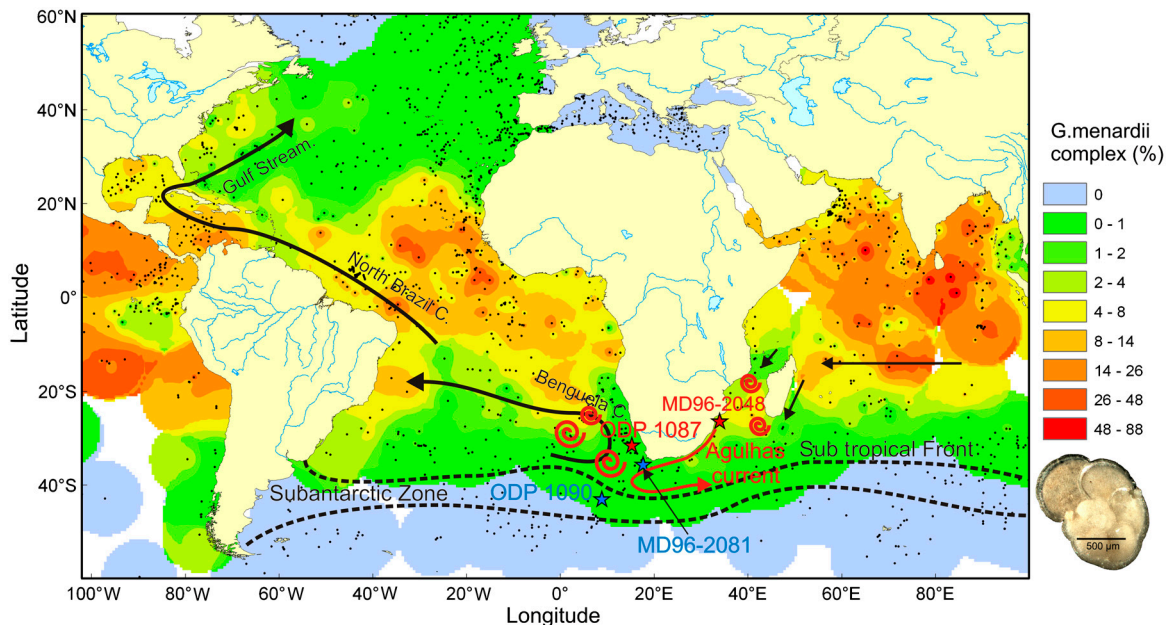 60°N
40°N
20°N
0°
20°S
40°S
Latitude
100°W
80°W
60°W
40°W
20°W
0°
20°E
40°E
60°E
80°E
Longitude
Gulf Stream
North Brazil C.
Benguela C.
MD96-2048
ODP 1087
Agulhas
current
Sub tropical Front
Subantarctic Zone
ODP 1090
MD96-2081
G.menardii
complex (%)
0
0 - 1
1 - 2
2 - 4
4 - 8
8 - 14
14 - 26
26 - 48
48 - 88
500 µm